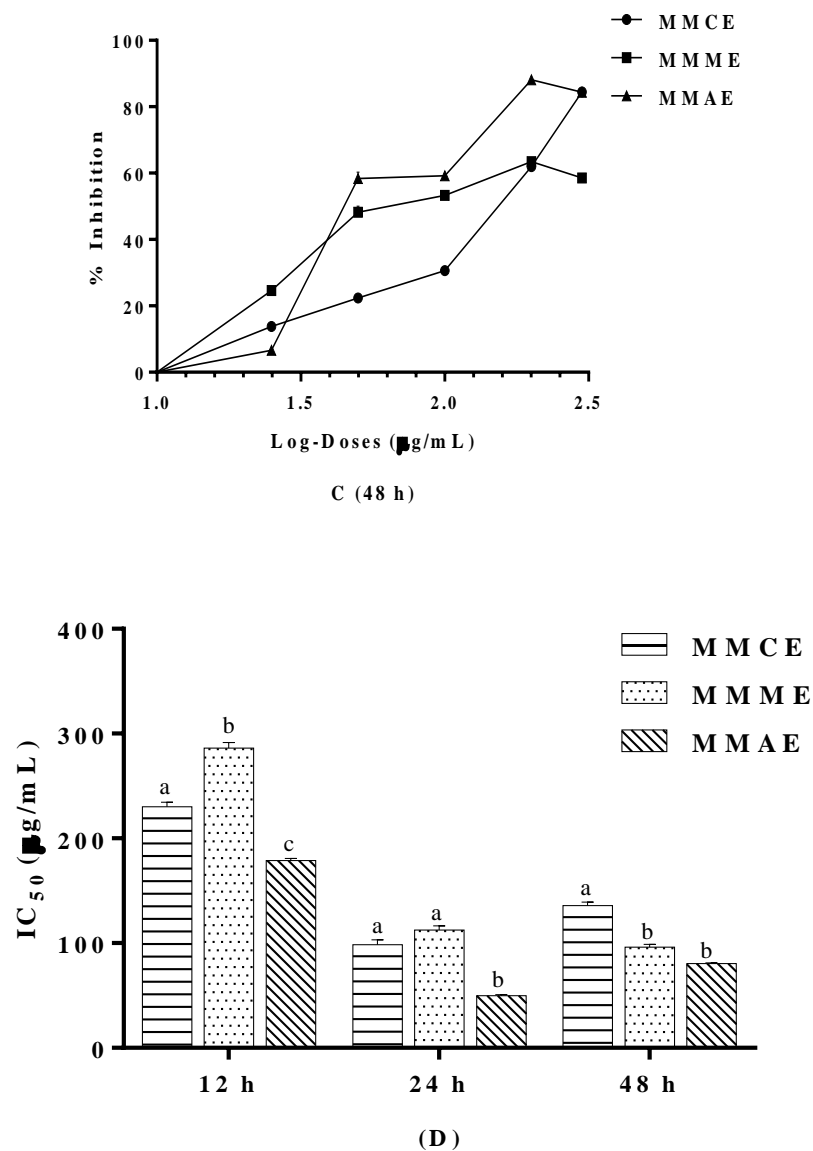 MMCE
MMME
MMAE
100
80
60
40
20
0
% Inhibition
1.0 1.5 2.0 2.5
Log-Doses (μg/mL)
C (48 h)
400
300
200
100
0
IC50 (μg/mL)
MMCE
MMME
MMAE
a b c
a a b
a b b
12 h 24 h 48 h
(D)